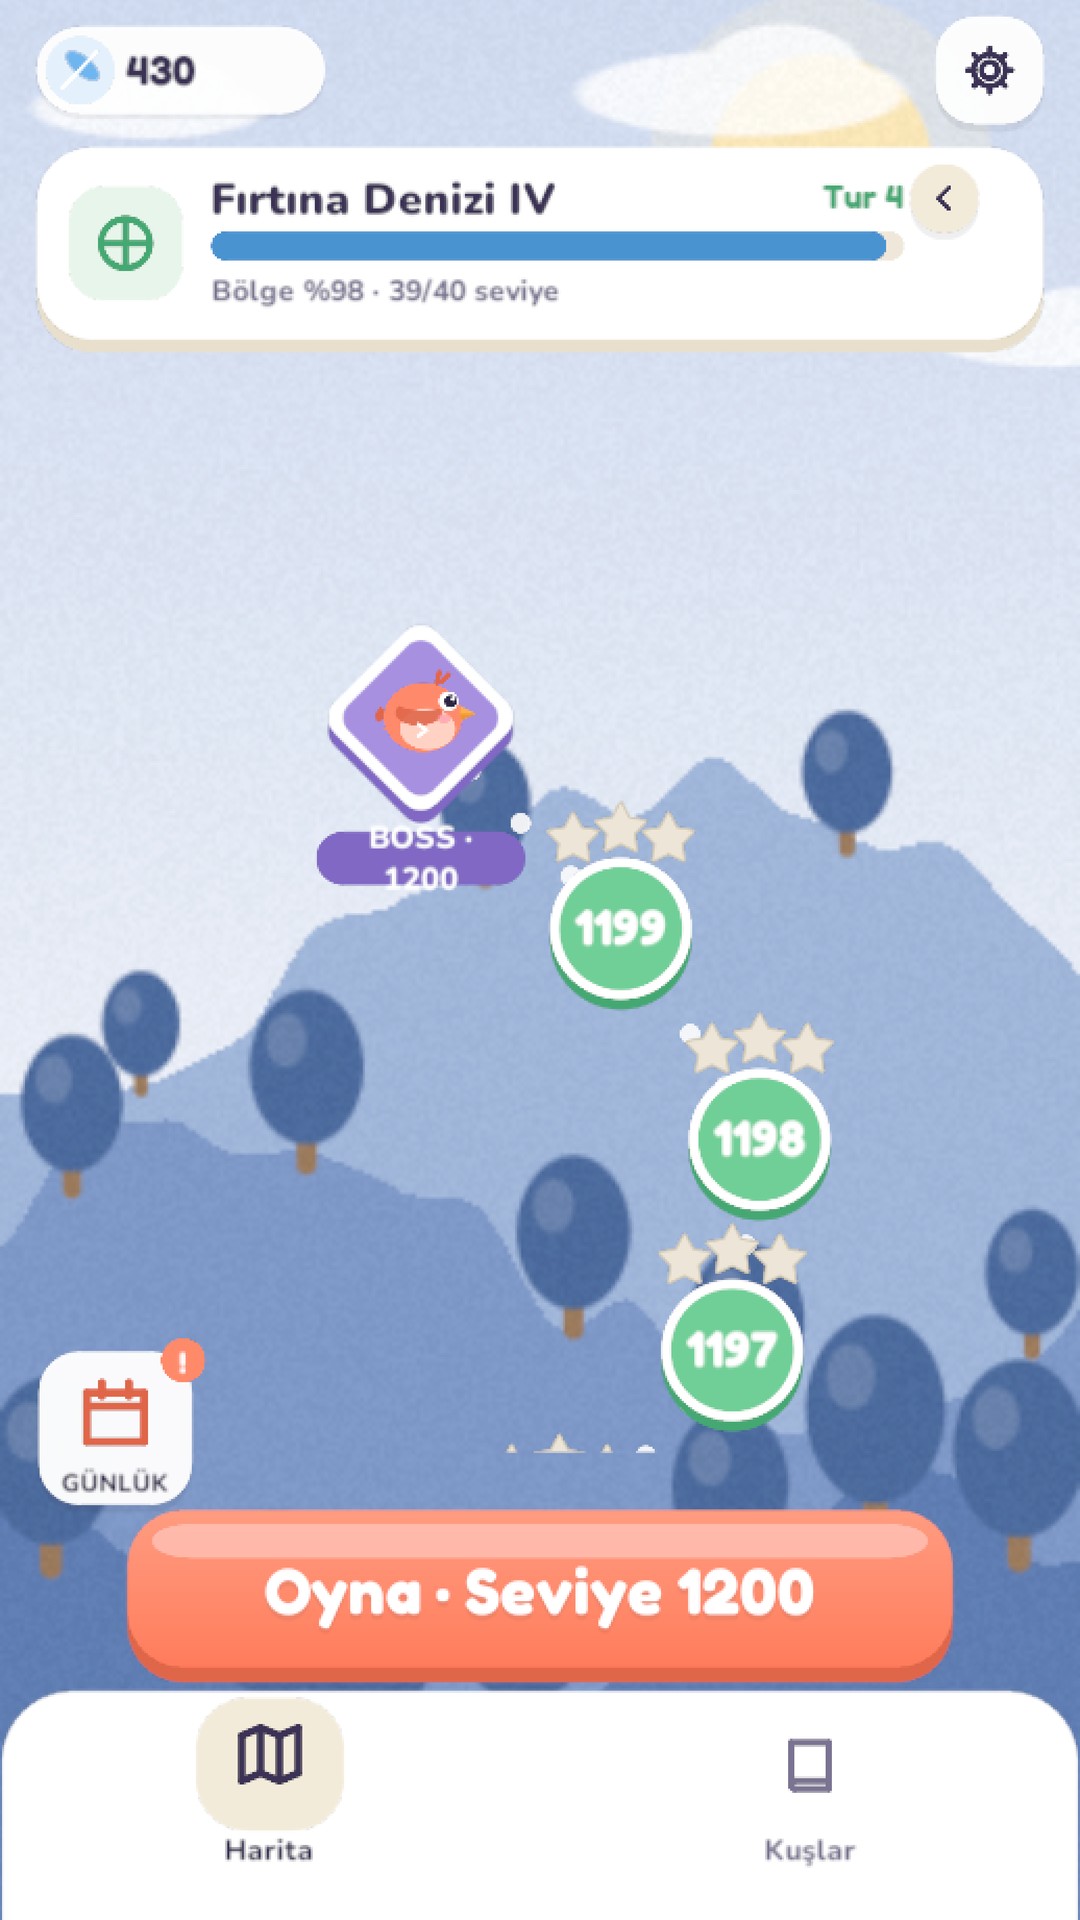 430
Fırtına Denizi IV
Tur 4
Bölge %98 · 39/40 seviye
BOSS ·
1200
1199
1198
1197
!
GÜNLÜK
Oyna · Seviye 1200
Harita
Kuşlar